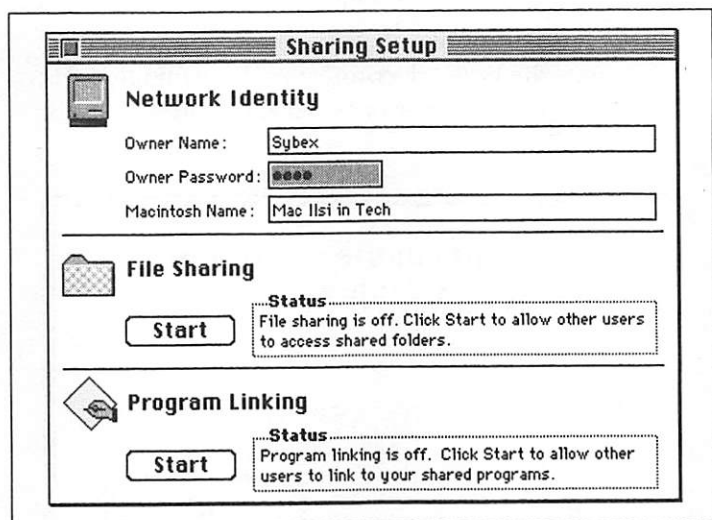 Sharing Setup
Network Identity
Owner Name:
Sybex
Owner Password:
••••
Macintosh Name:
Mac IIsi in Tech
File Sharing
Start
Status
File sharing is off. Click Start to allow other users
to access shared folders.
Program Linking
Start
Status
Program linking is off. Click Start to allow other
users to link to your shared programs.